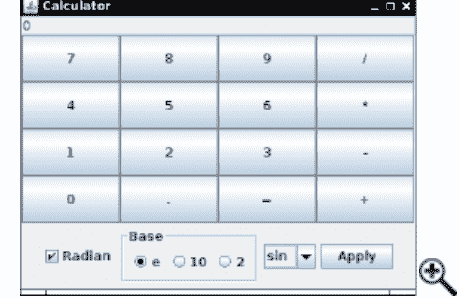 Calculator
0
7 8 9 /
4 5 6 *
1 2 3 -
0 . = +
Base
Radian e 10 2 sin Apply